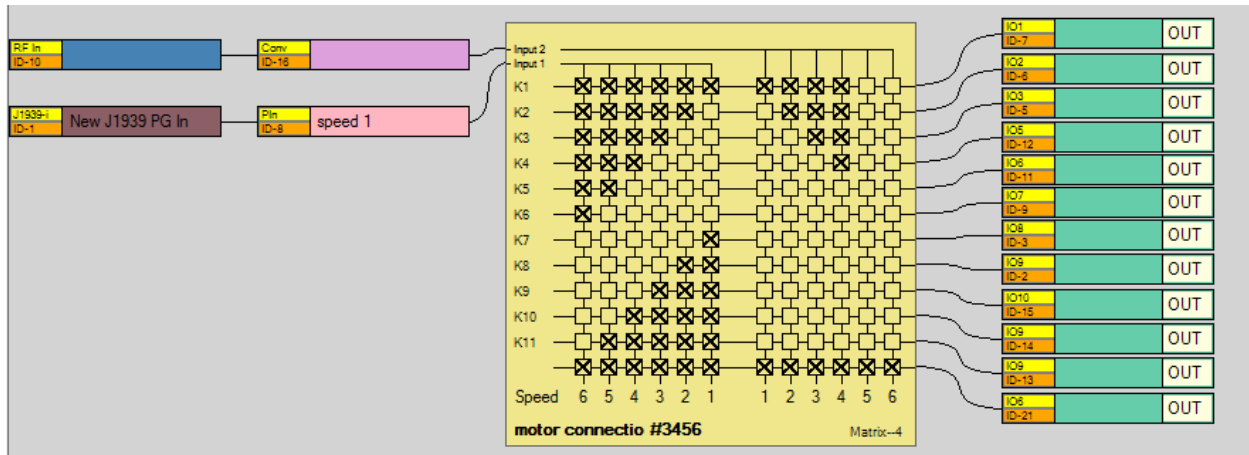 RF In
ID-10
Conv
ID-16
J1939-i
ID-1
New J1939 PG In
PIn
ID-8
speed 1
Input 2
Input 1
K1
K2
K3
K4
K5
K6
K7
K8
K9
K10
K11
Speed 6 5 4 3 2 1 1 2 3 4 5 6
motor connectio #3456
Matrix--4
IO1
ID-7
OUT
IO2
ID-6
OUT
IO3
ID-5
OUT
IO5
ID-12
OUT
IO6
ID-11
OUT
IO7
ID-9
OUT
IO8
ID-3
OUT
IO9
ID-2
OUT
IO10
ID-15
OUT
IO9
ID-14
OUT
IO9
ID-13
OUT
IO6
ID-21
OUT